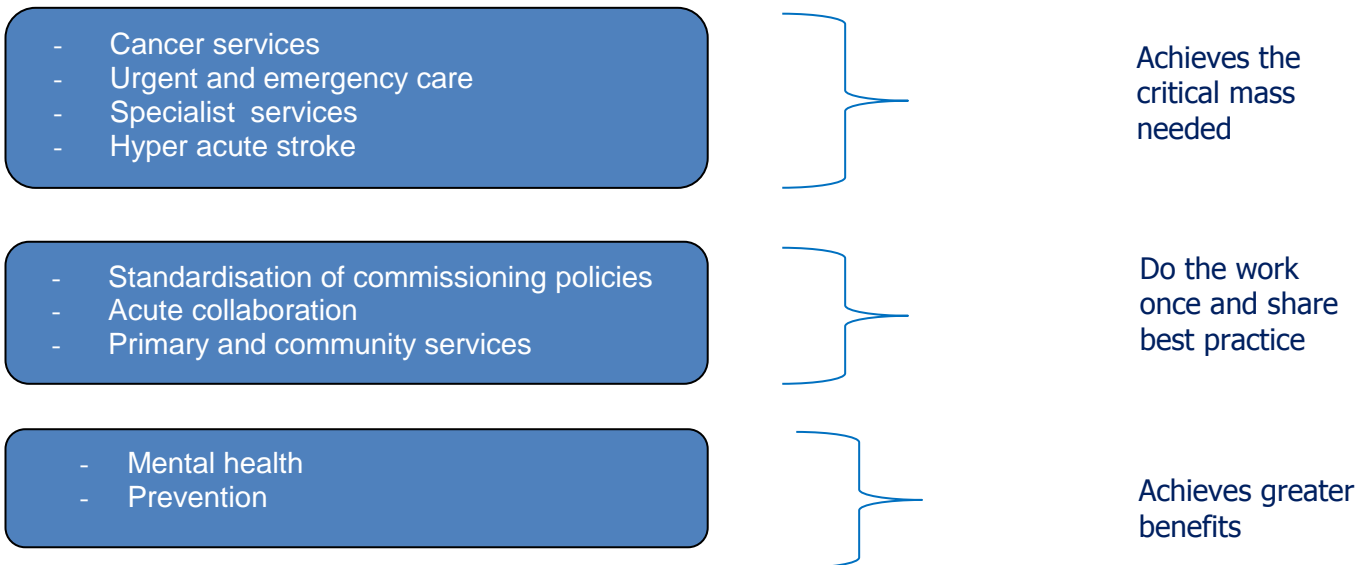 - Cancer services
- Urgent and emergency care
- Specialist services
- Hyper acute stroke
Achieves the
critical mass
needed
- Standardisation of commissioning policies
- Acute collaboration
- Primary and community services
Do the work
once and share
best practice
- Mental health
- Prevention
Achieves greater
benefits